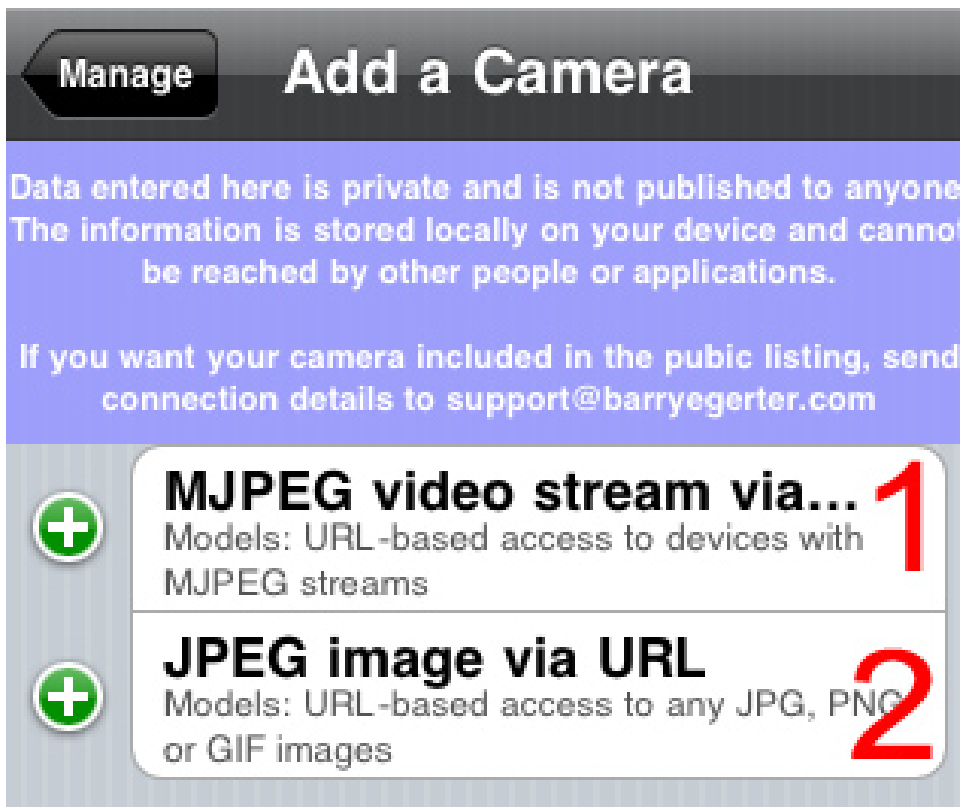 Manage
Add a Camera
Data entered here is private and is not published to anyone
The information is stored locally on your device and cannot
be reached by other people or applications.
If you want your camera included in the pubic listing, send
connection details to support@barryegerter.com
MJPEG video stream via...
1
Models: URL-based access to devices with
MJPEG streams
JPEG image via URL
2
Models: URL-based access to any JPG, PNG
or GIF images